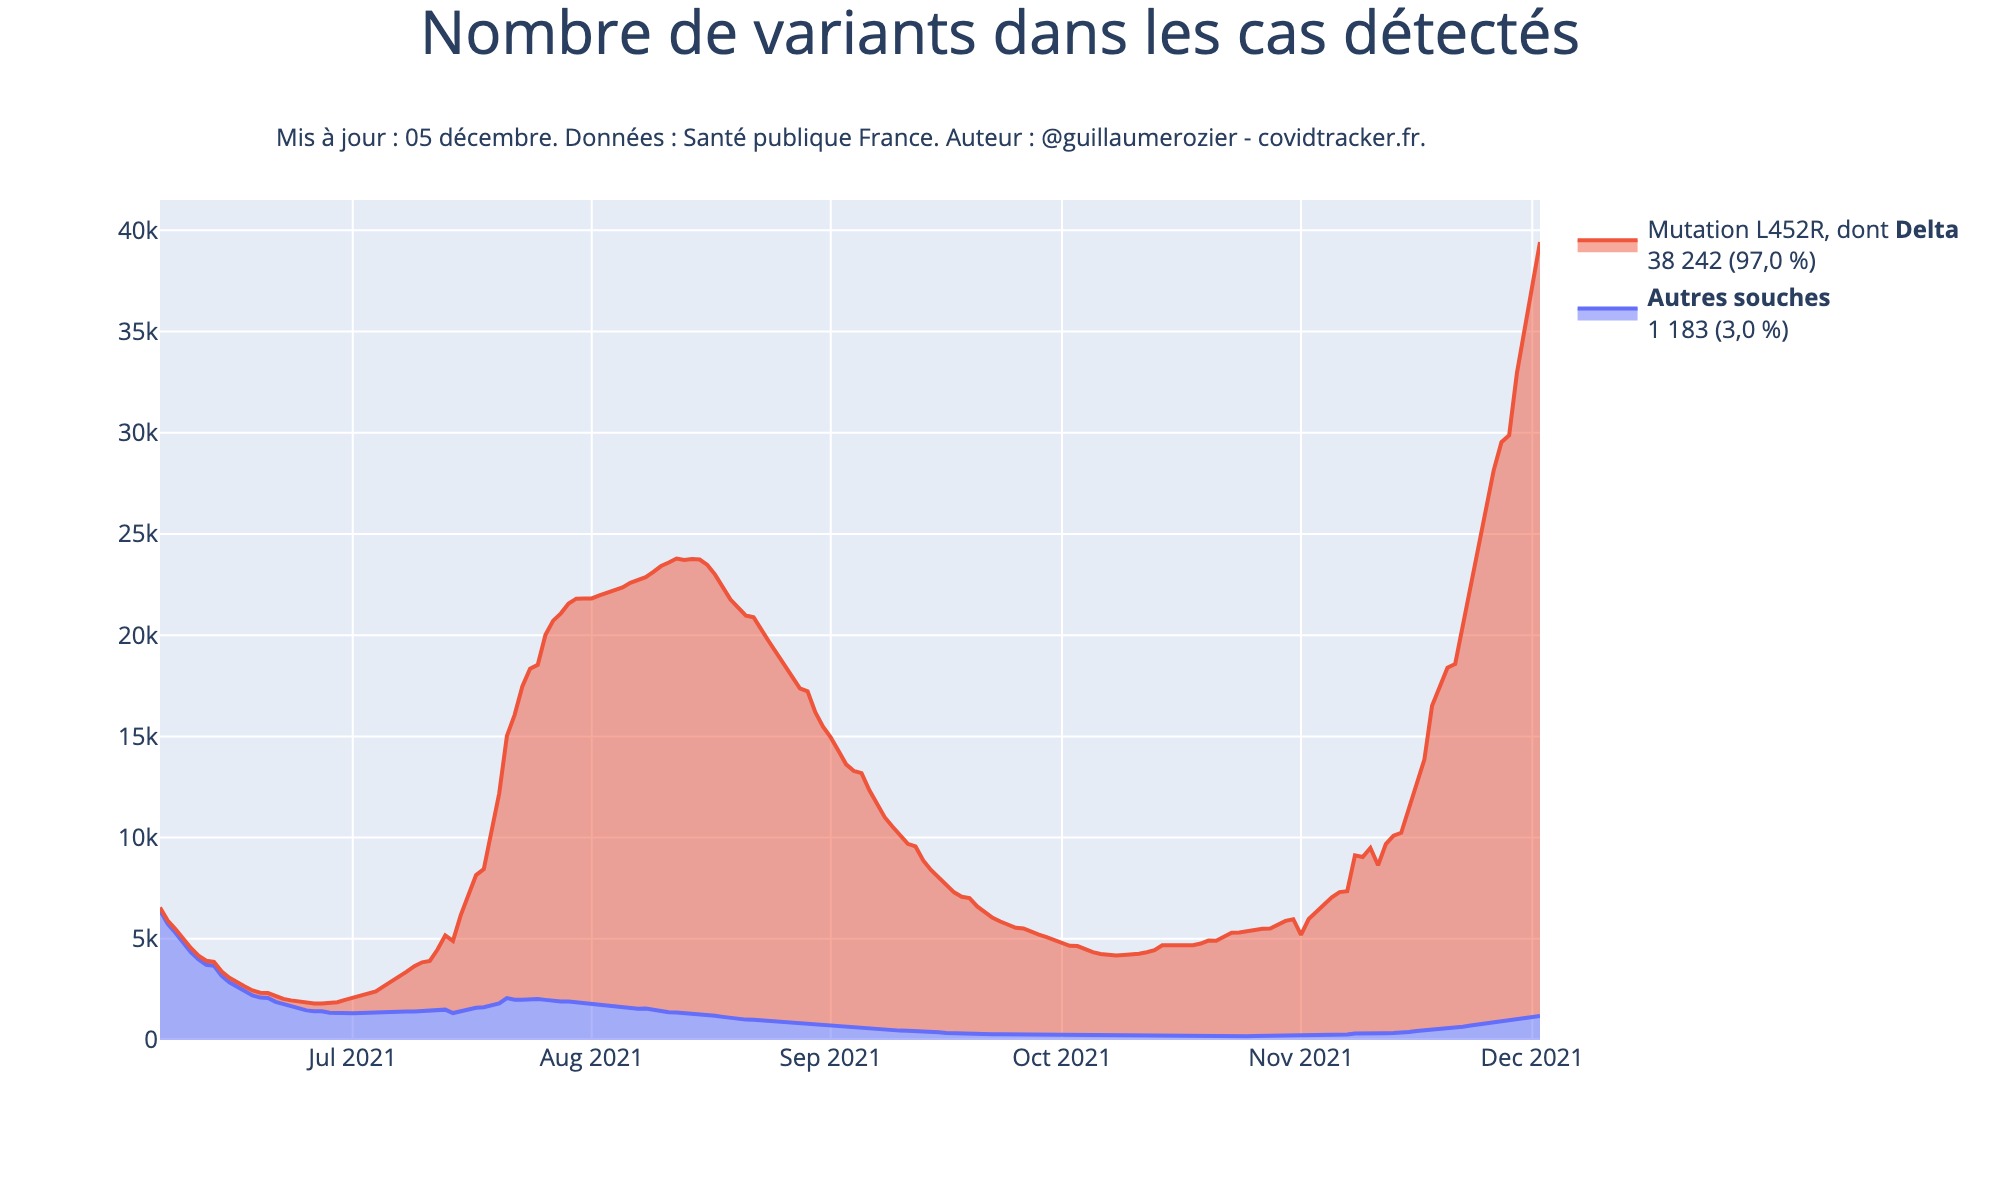 Nombre de variants dans les cas détectés
Mis à jour : 05 décembre. Données : Santé publique France. Auteur : @guillaumerozier - covidtracker.fr.
40k
35k
30k
25k
20k
15k
10k
5k
0
Jul 2021
Aug 2021
Sep 2021
Oct 2021
Nov 2021
Dec 2021
Mutation L452R, dont Delta
38 242 (97,0 %)
Autres souches
1 183 (3,0 %)